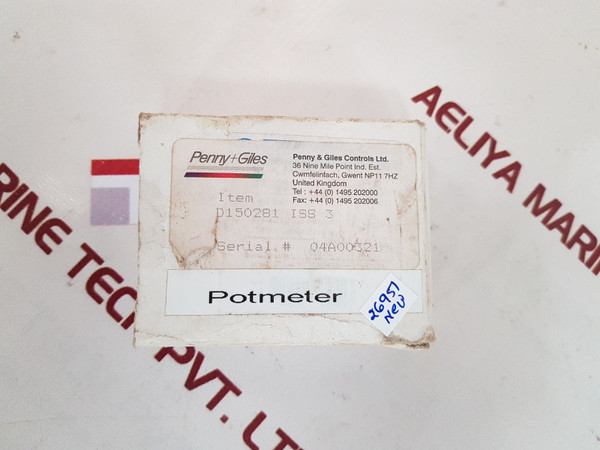 Penny+Giles
Penny & Giles Controls Ltd.
36 Nine Mile Point Ind. Est.
Cwmfelinfach, Gwent NP11 7HZ
United Kingdom
Tel : +44 (0) 1495 202000
Fax: +44 (0) 1495 202006
Item
D150281 ISS 3
Serial # 04A00321
Potmeter
26951
New
AELIYA MARINE
RINE TECH PVT. LT